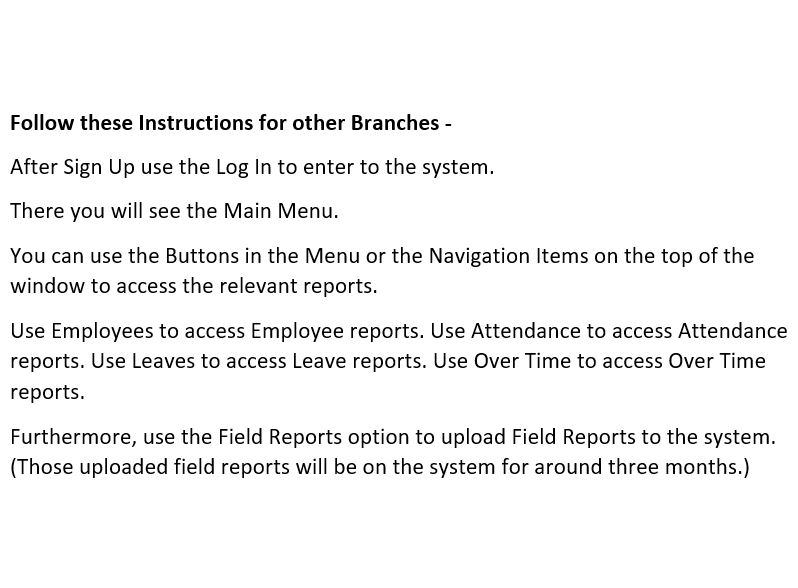 Follow these Instructions for other Branches -
After Sign Up use the Log In to enter to the system.
There you will see the Main Menu.
You can use the Buttons in the Menu or the Navigation Items on the top of the
window to access the relevant reports.
Use Employees to access Employee reports. Use Attendance to access Attendance
reports. Use Leaves to access Leave reports. Use Over Time to access Over Time
reports.
Furthermore, use the Field Reports option to upload Field Reports to the system.
(Those uploaded field reports will be on the system for around three months.)